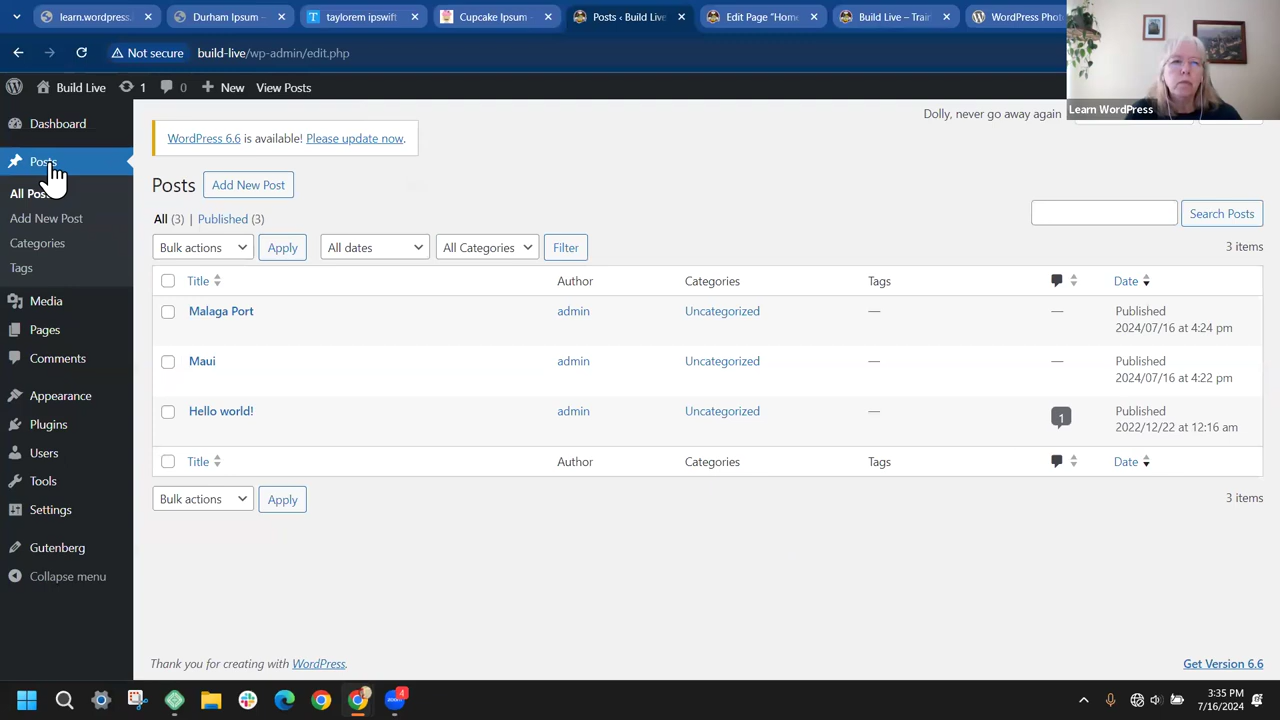 learn.wordpress.
Durham Ipsum -
taylorem ipswift
Cupcake Ipsum -
Posts ‹ Build Live
Edit Page "Home
Build Live – Train
WordPress Phot
Not secure
build-live/wp-admin/edit.php
Build Live
1
0
New
View Posts
Learn WordPress
Dashboard
Posts
All Posts
Add New Post
Categories
Tags
Media
Pages
Comments
Appearance
Plugins
Users
Tools
Settings
Gutenberg
Collapse menu
Dolly, never go away again
WordPress 6.6 is available! Please update now.
Posts
Add New Post
All (3) | Published (3)
Search Posts
Bulk actions
Apply
All dates
All Categories
Filter
3 items
Title
Author
Categories
Tags
Date
Malaga Port
admin
Uncategorized
—
—
Published
2024/07/16 at 4:24 pm
Maui
admin
Uncategorized
—
—
Published
2024/07/16 at 4:22 pm
Hello world!
admin
Uncategorized
—
1
Published
2022/12/22 at 12:16 am
Title
Author
Categories
Tags
Date
Bulk actions
Apply
3 items
Thank you for creating with WordPress.
Get Version 6.6
4
3:35 PM
7/16/2024